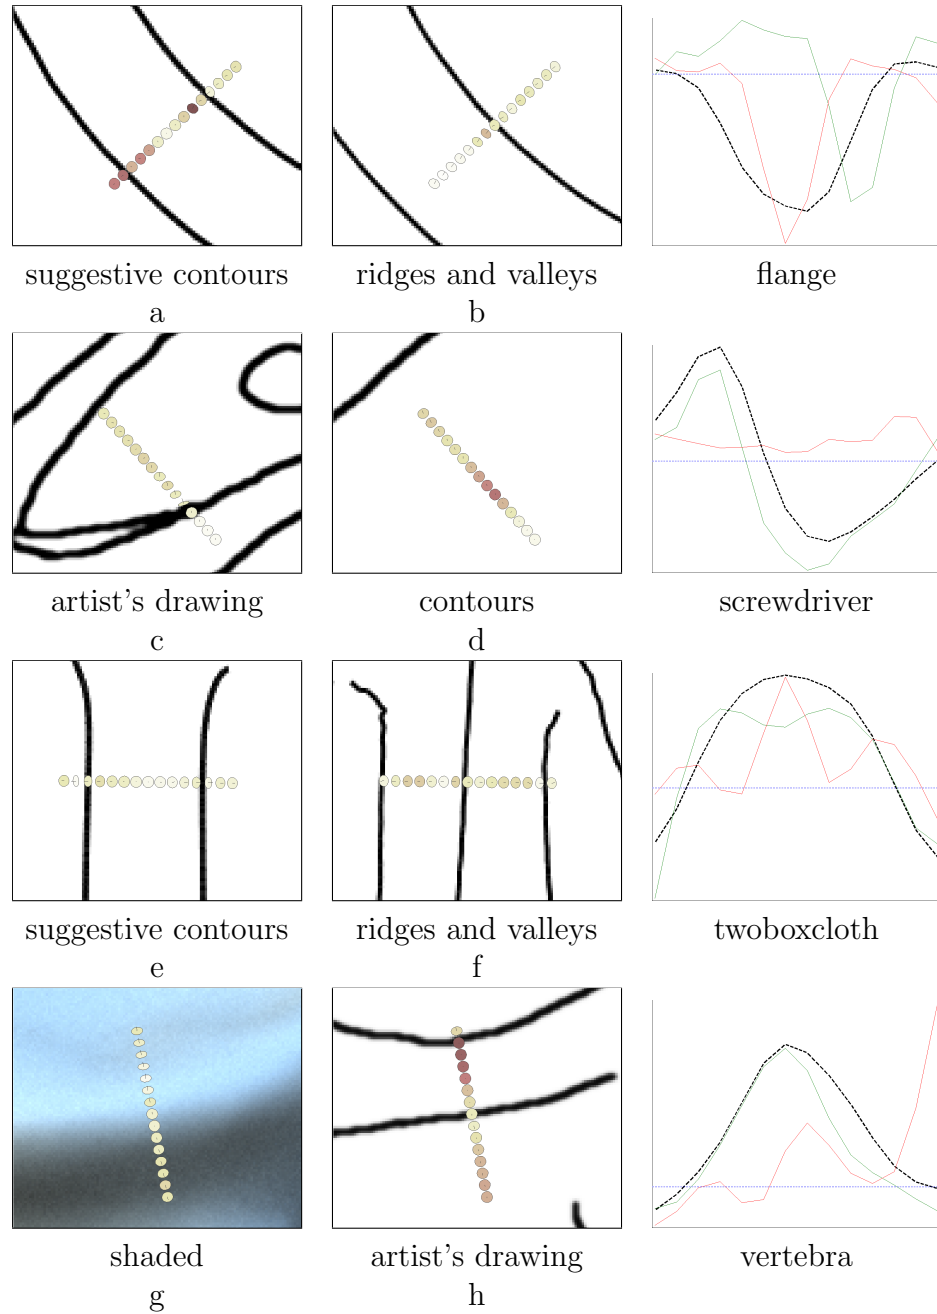 suggestive contours
ridges and valleys
flange
a
b
artist's drawing
contours
screwdriver
c
d
suggestive contours
ridges and valleys
twoboxcloth
e
f
shaded
artist's drawing
vertebra
g
h